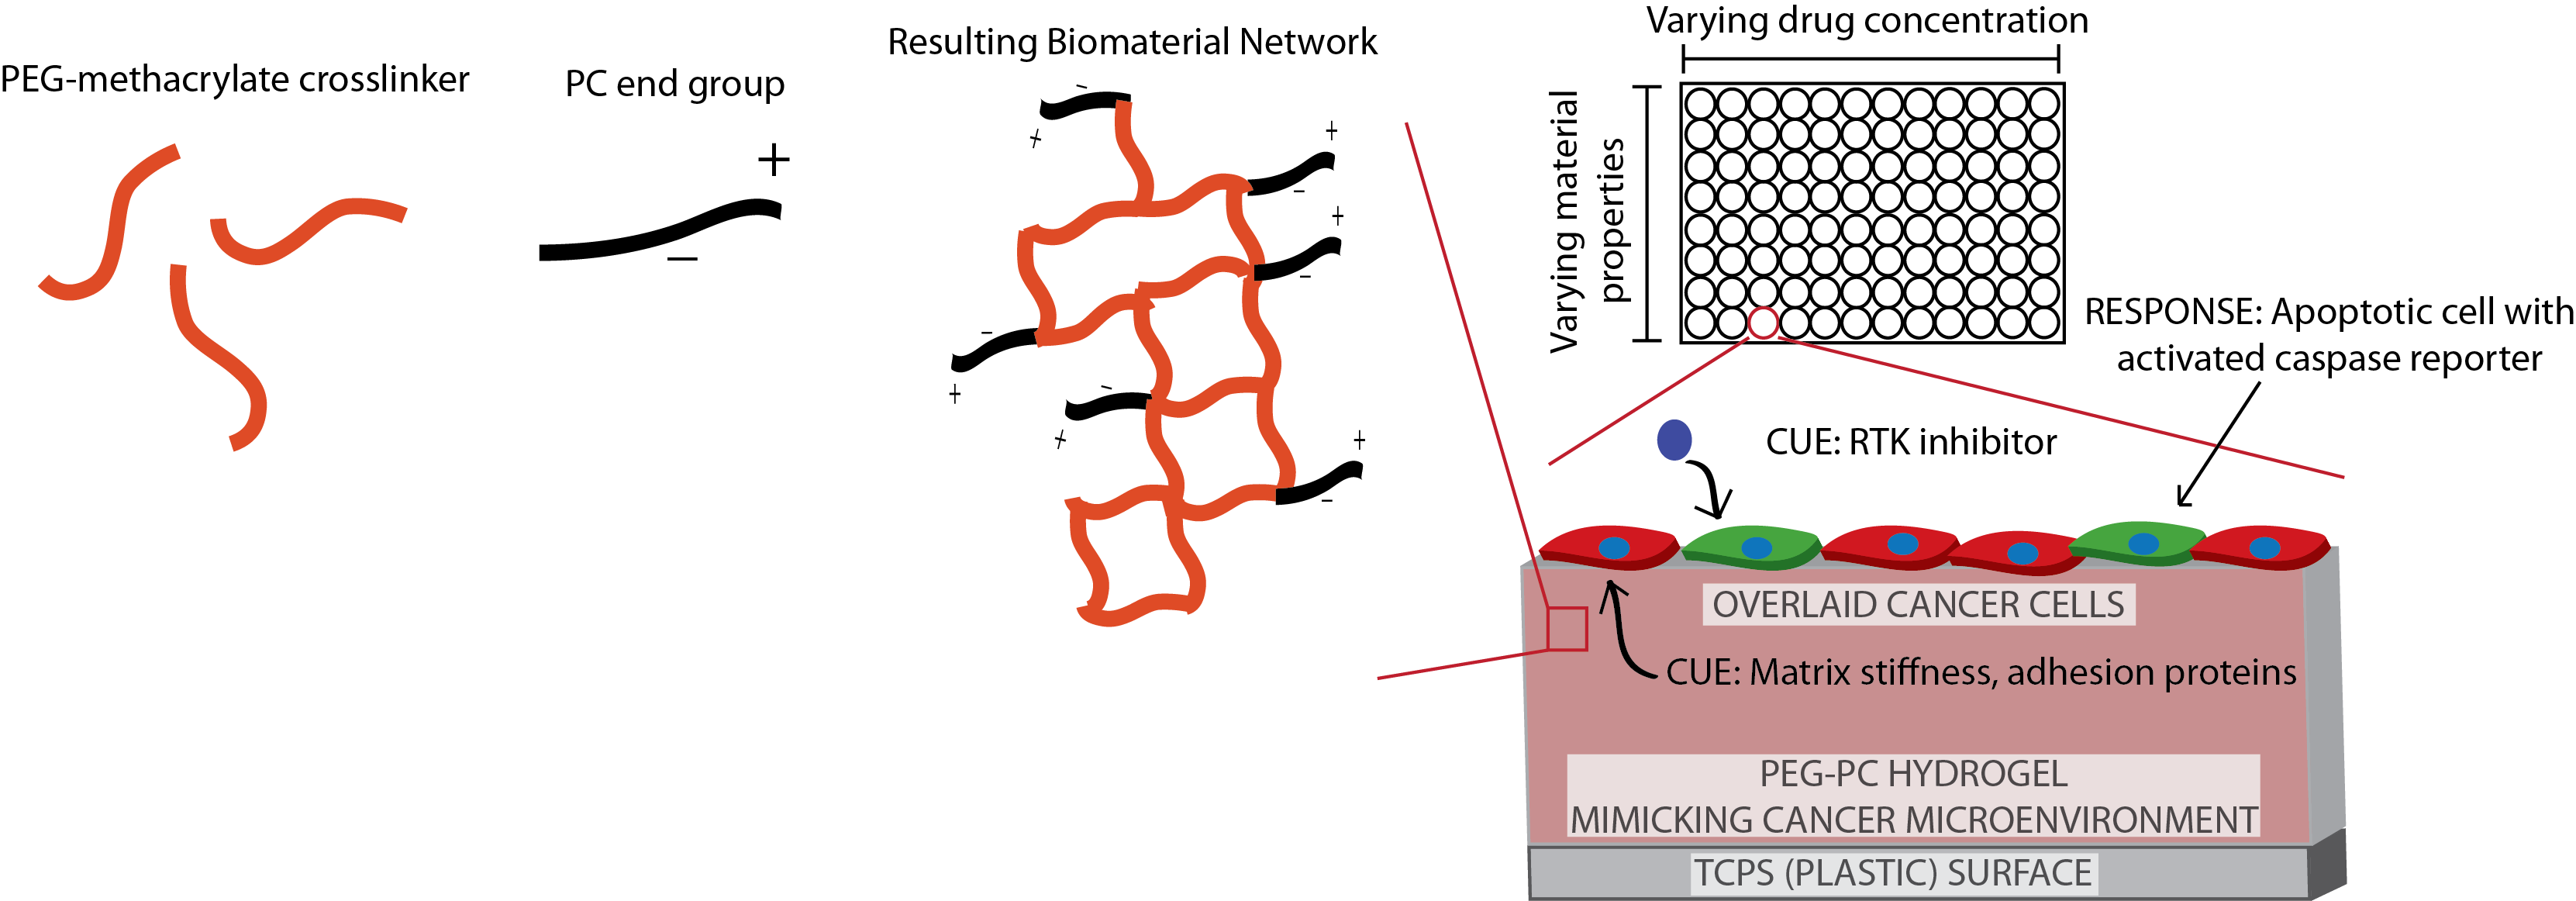 PEG-methacrylate crosslinker
PC end group
+
–
Resulting Biomaterial Network
–
+
+
–
+
–
–
+
–
+
+
–
Varying drug concentration
Varying material
properties
RESPONSE: Apoptotic cell with
activated caspase reporter
CUE: RTK inhibitor
OVERLAID CANCER CELLS
CUE: Matrix stiffness, adhesion proteins
PEG-PC HYDROGEL
MIMICKING CANCER MICROENVIRONMENT
TCPS (PLASTIC) SURFACE